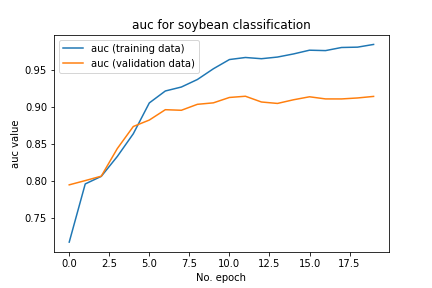 auc for soybean classification
auc (training data)
auc (validation data)
auc value
0.95
0.90
0.85
0.80
0.75
0.0 2.5 5.0 7.5 10.0 12.5 15.0 17.5
No. epoch